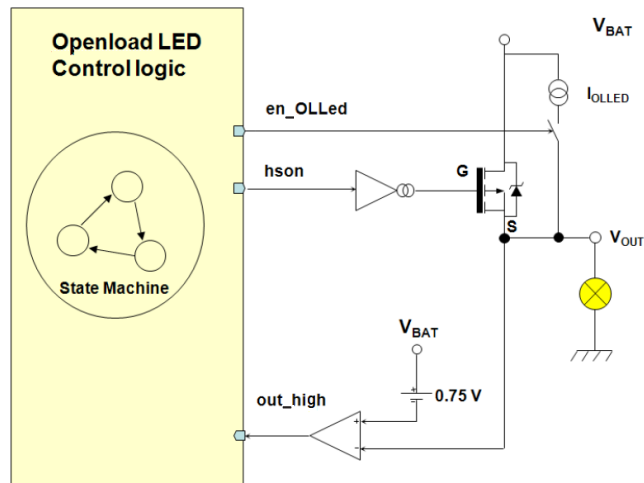 Openload LED
Control logic
V_BAT
I_OLLED
en_OLLed
hson
G
S
V_OUT
State Machine
V_BAT
+
-
0.75 V
out_high
+
-